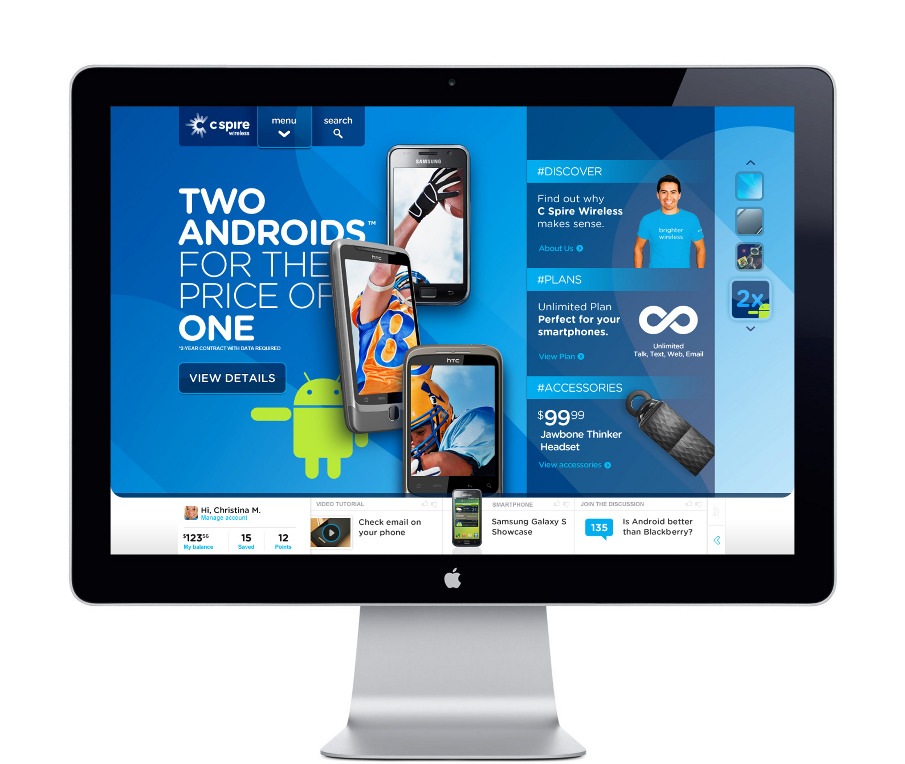 c spire
wireless
menu
search
TWO
ANDROIDS™
FOR THE
PRICE OF
ONE
*2-YEAR CONTRACT WITH DATA REQUIRED
VIEW DETAILS
SAMSUNG
hTC
8
hTC
#DISCOVER
Find out why
C Spire Wireless
makes sense.
About Us
brighter
wireless
#PLANS
Unlimited Plan
Perfect for your
smartphones.
View Plan
Unlimited
Talk, Text, Web, Email
#ACCESSORIES
$99.99
Jawbone Thinker
Headset
View accessories
2x
Hi, Christina M.
Manage account
$123.56
My balance
15
Saved
12
Points
VIDEO TUTORIAL
Check email on
your phone
SMARTPHONE
Samsung Galaxy S
Showcase
JOIN THE DISCUSSION
135
Is Android better
than Blackberry?